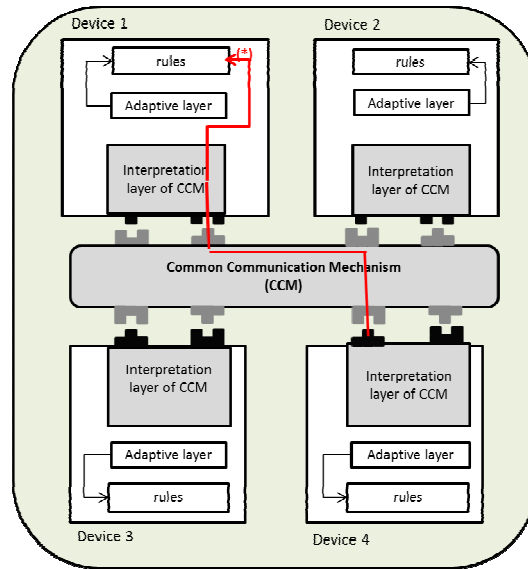 Device 1
Device 2
rules
(*)
rules
Adaptive layer
Adaptive layer
Interpretation
layer of CCM
Interpretation
layer of CCM
Common Communication Mechanism
(CCM)
Interpretation
layer of CCM
Interpretation
layer of CCM
Adaptive layer
Adaptive layer
rules
rules
Device 3
Device 4